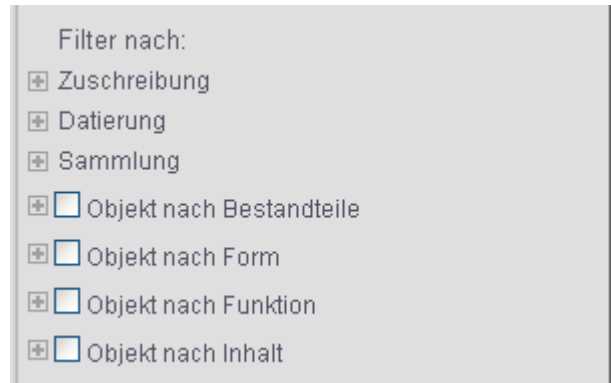 Filter nach:
Zuschreibung
Datierung
Sammlung
Objekt nach Bestandteile
Objekt nach Form
Objekt nach Funktion
Objekt nach Inhalt